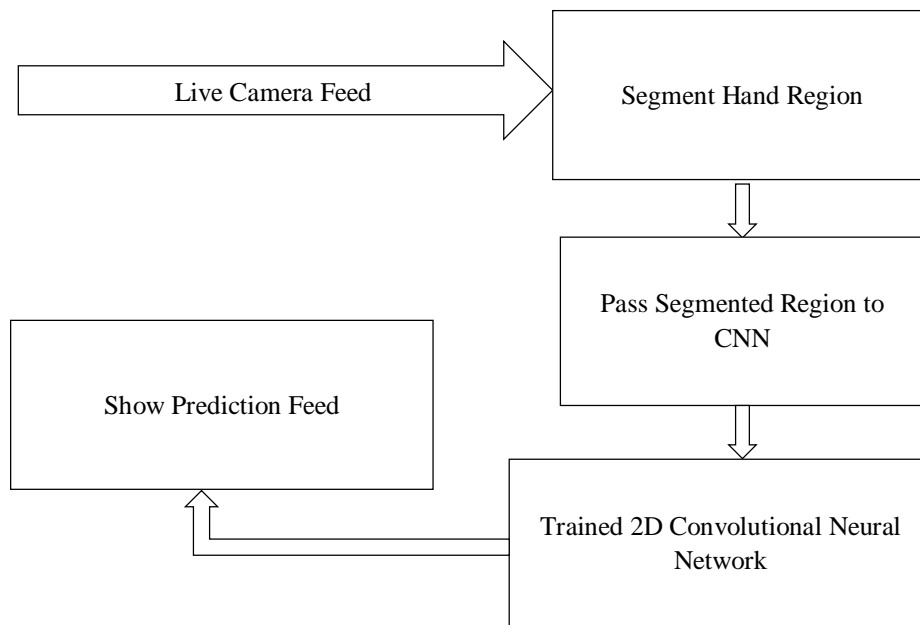 Live Camera Feed
Segment Hand Region
Pass Segmented Region to
CNN
Show Prediction Feed
Trained 2D Convolutional Neural
Network